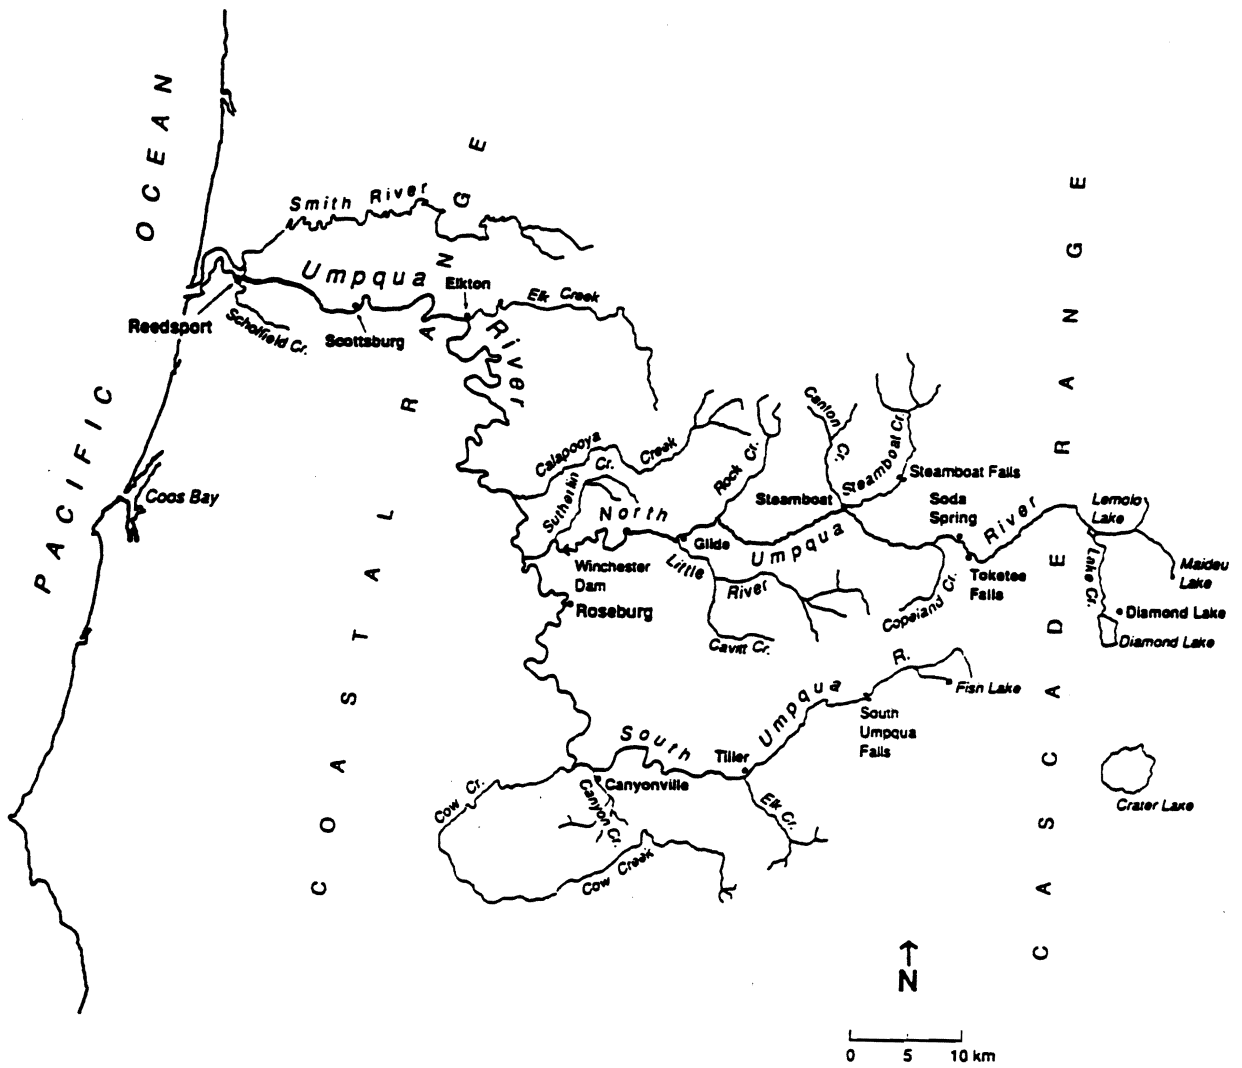 PACIFIC OCEAN
COASTAL RANGE
CASCADE RANGE
Smith River
Umpqua River
Elkton
Elk Creek
Reedsport
Scholfield Cr.
Scottsburg
Coos Bay
Calapooya Creek
Sutherlin Cr.
Rock Cr.
Canton Cr.
Steamboat Cr.
Steamboat Falls
Steamboat
Soda
Spring
North Umpqua River
Lemolo
Lake
Glide
Winchester
Dam
Little River
Toketee
Falls
Lake Cr.
Maideu
Lake
Copeland Cr.
Roseburg
Cavitt Cr.
Diamond Lake
Diamond Lake
South Umpqua R.
Fish Lake
South
Umpqua
Falls
Tiller
Canyonville
Canyon Cr.
Cow Cr.
Elk Cr.
Cow Creek
Crater Lake
N
0 5 10 km